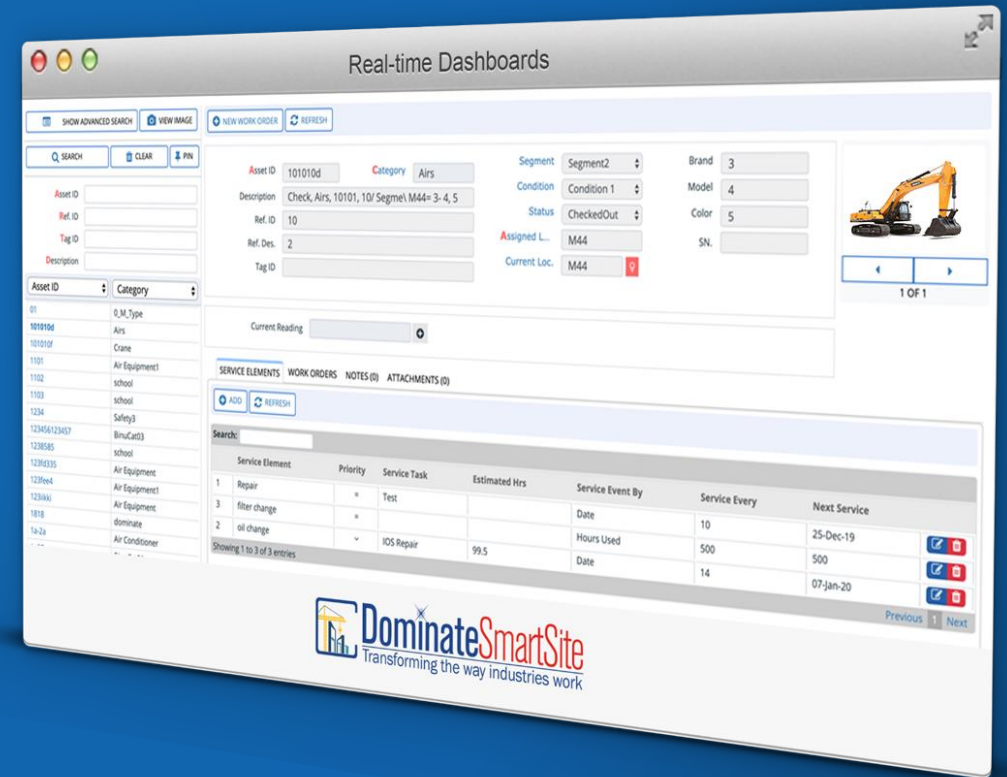 Real-time Dashboards
SHOW ADVANCED SEARCH
VIEW IMAGE
NEW WORK ORDER
REFRESH
SEARCH
CLEAR
PIN
Asset ID
Ref. ID
Tag ID
Description
Asset ID
Category
01 0_M_Type
101010d Airs
101010f Crane
1101 Air Equipment1
1102 school
1103 school
1234 Safety3
123456123457 BinuCat03
1238585 school
123fd335 Air Equipment
123fee4 Air Equipment1
123ikki Air Equipment
1818 dominate
1a-2a Air Conditioner
Asset ID 101010d Category Airs
Description Check, Airs, 10101, 10/ Segme\ M44= 3- 4, 5
Ref. ID 10
Ref. Des. 2
Tag ID
Segment Segment2
Condition Condition 1
Status CheckedOut
Assigned L... M44
Current Loc. M44
Brand 3
Model 4
Color 5
SN.
1 OF 1
Current Reading
SERVICE ELEMENTS WORK ORDERS NOTES (0) ATTACHMENTS (0)
ADD REFRESH
Search:
Service Element Priority Service Task Estimated Hrs Service Event By Service Every Next Service
1 Repair Test Date 10 25-Dec-19
3 filter change Hours Used 500 500
2 oil change IOS Repair 99.5 Date 14 07-Jan-20
Showing 1 to 3 of 3 entries
Previous 1 Next
DominateSmartSite
Transforming the way industries work